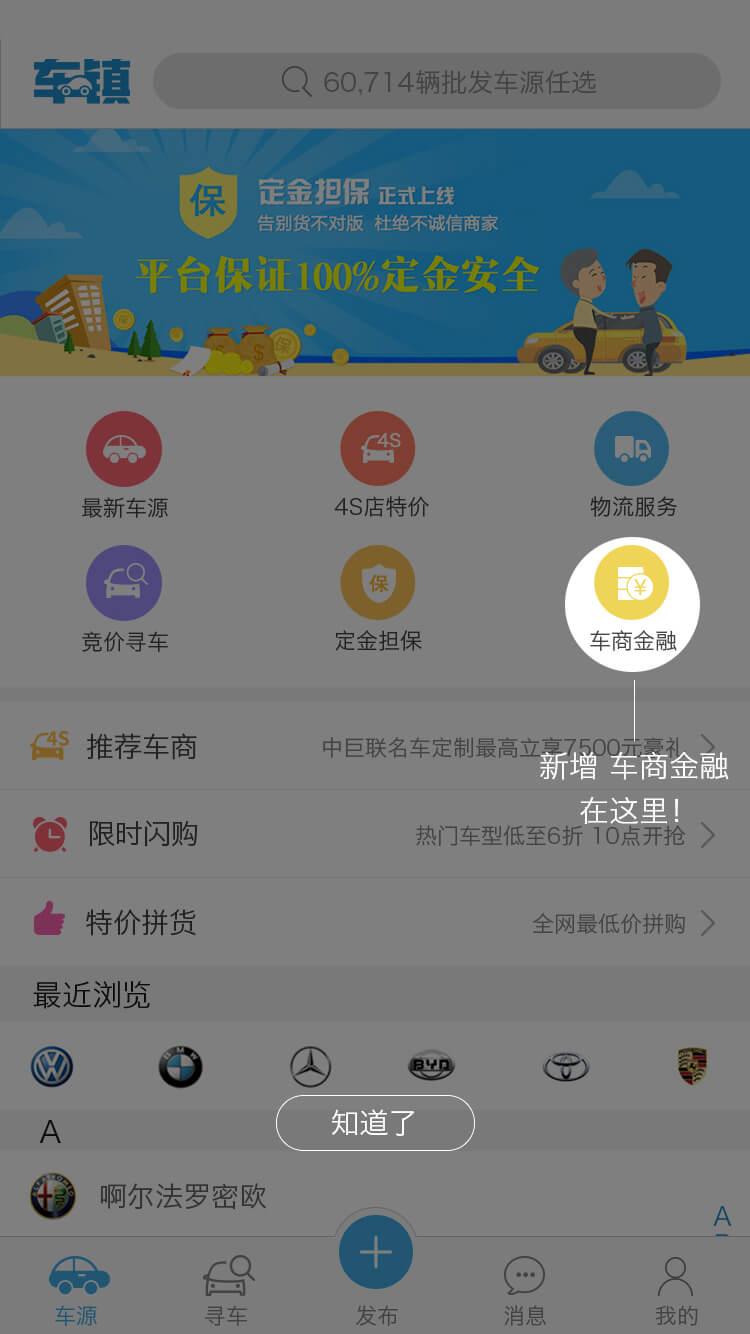 车镇
60,714辆批发车源任选
保
定金担保 正式上线
告别货不对版 杜绝不诚信商家
平台保证100%定金安全
保
$ $ 保
4S
最新车源 4S店特价 物流服务
保 ¥
竞价寻车 定金担保 车商金融
4S 推荐车商 中巨联名车定制最高立享7500元豪礼
新增 车商金融
在这里!
限时闪购 热门车型低至6折 10点开抢
特价拼货 全网最低价拼购
最近浏览
BMW BYD
知道了
A
啊尔法罗密欧
A
车源 寻车 发布 消息 我的